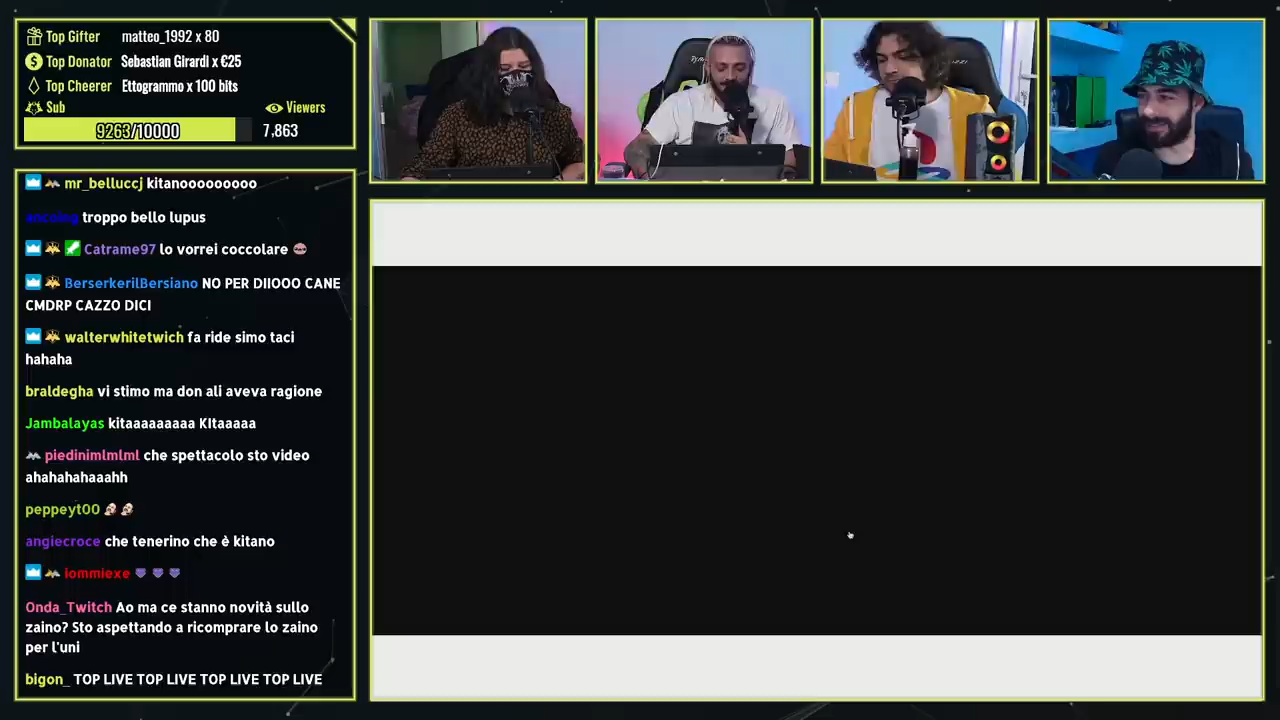 Top Gifter matteo_1992 x 80
Top Donator Sebastian Girardi x €25
Top Cheerer Ettogrammo x 100 bits
Sub Viewers
9263/10000 7,863
mr_belluccj kitanooooooooo
ancoing troppo bello lupus
Catrame97 lo vorrei coccolare
BerserkerilBersiano NO PER DIIOOO CANE
CMDRP CAZZO DICI
walterwhitetwich fa ride simo taci
hahaha
braldegha vi stimo ma don ali aveva ragione
Jambalayas kitaaaaaaaaa KItaaaaa
piedinimlmlml che spettacolo sto video
ahahahahaaahh
peppeyt00
angiecroce che tenerino che è kitano
iommiexe
Onda_Twitch Ao ma ce stanno novità sullo
zaino? Sto aspettando a ricomprare lo zaino
per l'uni
bigon_ TOP LIVE TOP LIVE TOP LIVE TOP LIVE